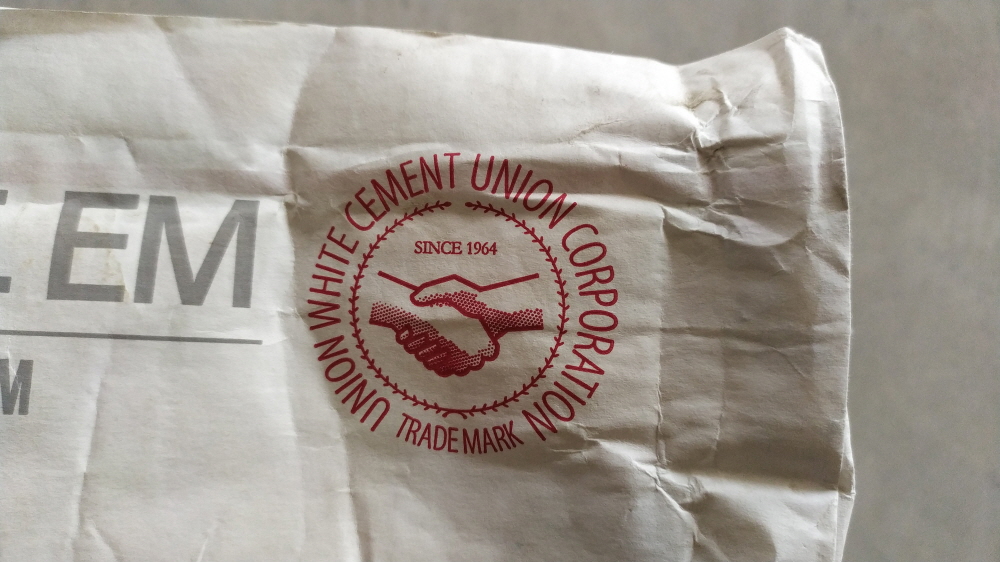 EM
M
UNION WHITE CEMENT UNION CORPORATION
SINCE 1964
TRADE MARK